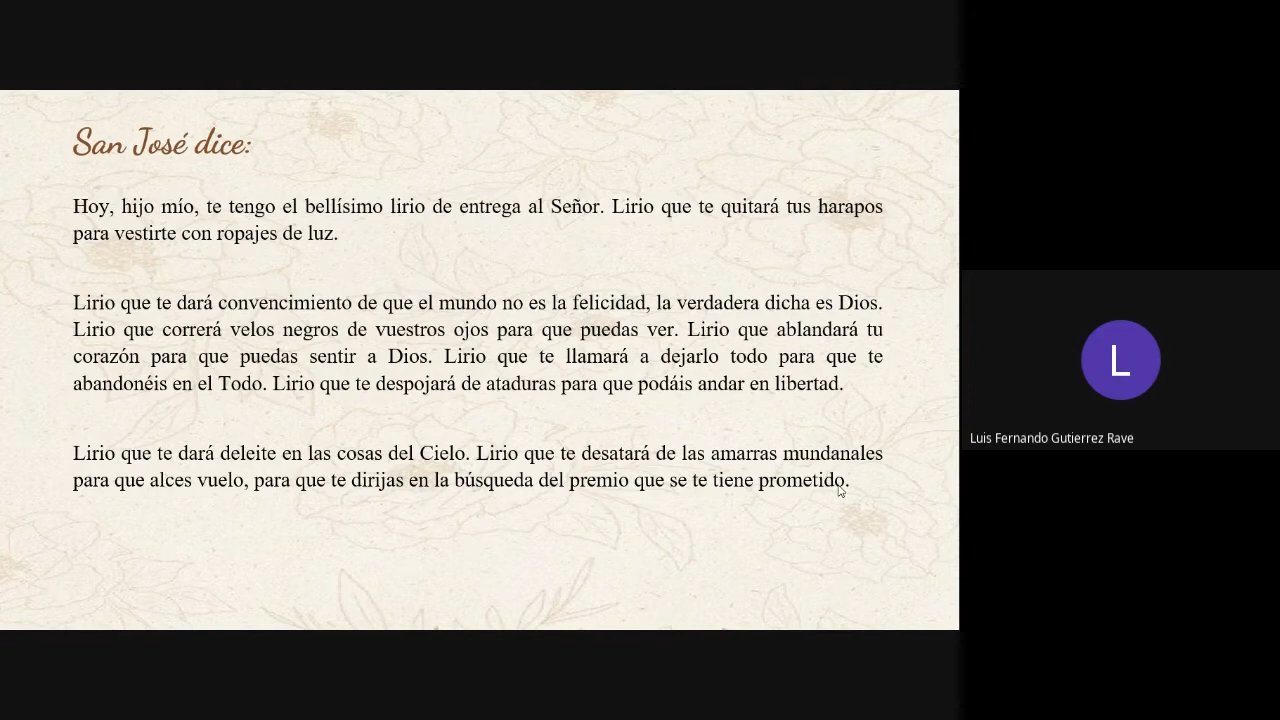 San José dice:
Hoy, hijo mío, te tengo el bellísimo lirio de entrega al Señor. Lirio que te quitará tus harapos
para vestirte con ropajes de luz.
Lirio que te dará convencimiento de que el mundo no es la felicidad, la verdadera dicha es Dios.
Lirio que correrá velos negros de vuestros ojos para que puedas ver. Lirio que ablandará tu
corazón para que puedas sentir a Dios. Lirio que te llamará a dejarlo todo para que te
abandonéis en el Todo. Lirio que te despojará de ataduras para que podáis andar en libertad.
Lirio que te dará deleite en las cosas del Cielo. Lirio que te desatará de las amarras mundanales
para que alces vuelo, para que te dirijas en la búsqueda del premio que se te tiene prometido.
L
Luis Fernando Gutierrez Rave